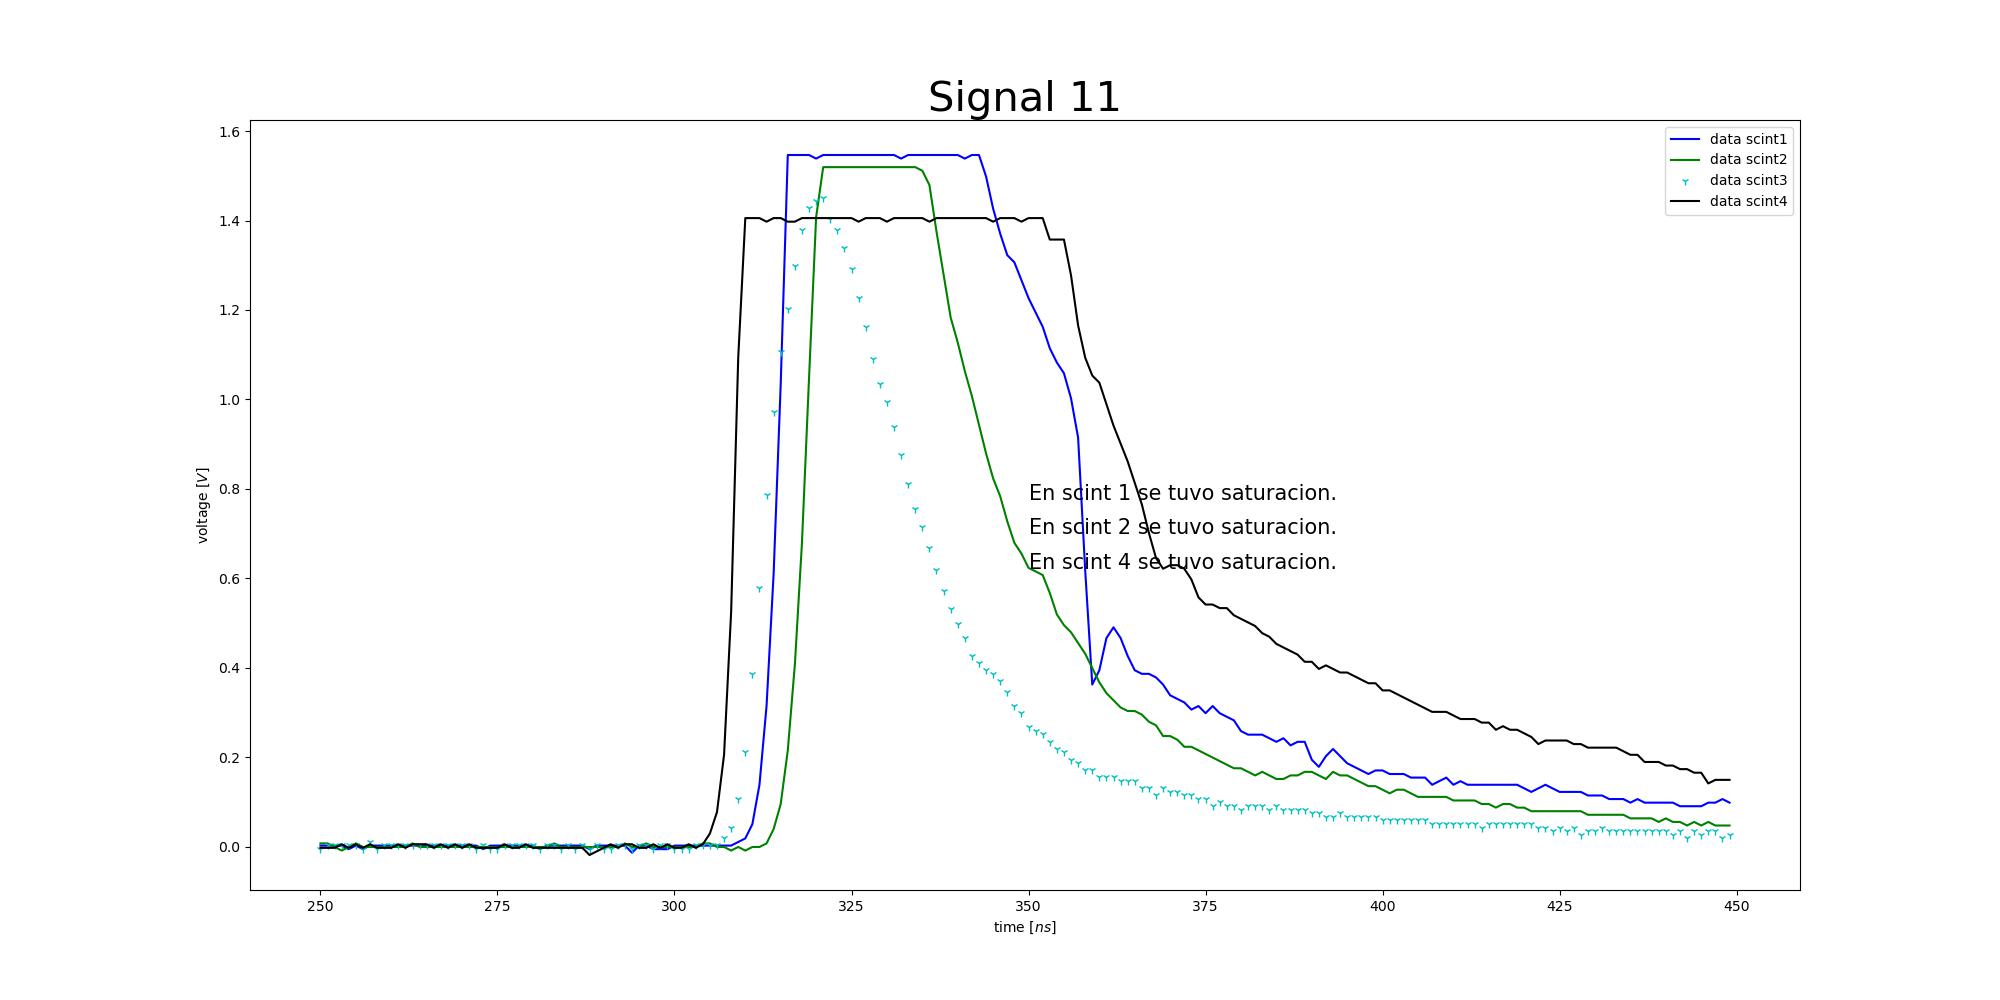 Signal 11
1.6
1.4
1.2
1.0
0.8
0.6
0.4
0.2
0.0
voltage [V]
data scint1
data scint2
data scint3
data scint4
En scint 1 se tuvo saturacion.
En scint 2 se tuvo saturacion.
En scint 4 se tuvo saturacion.
250 275 300 325 350 375 400 425 450
time [ns]